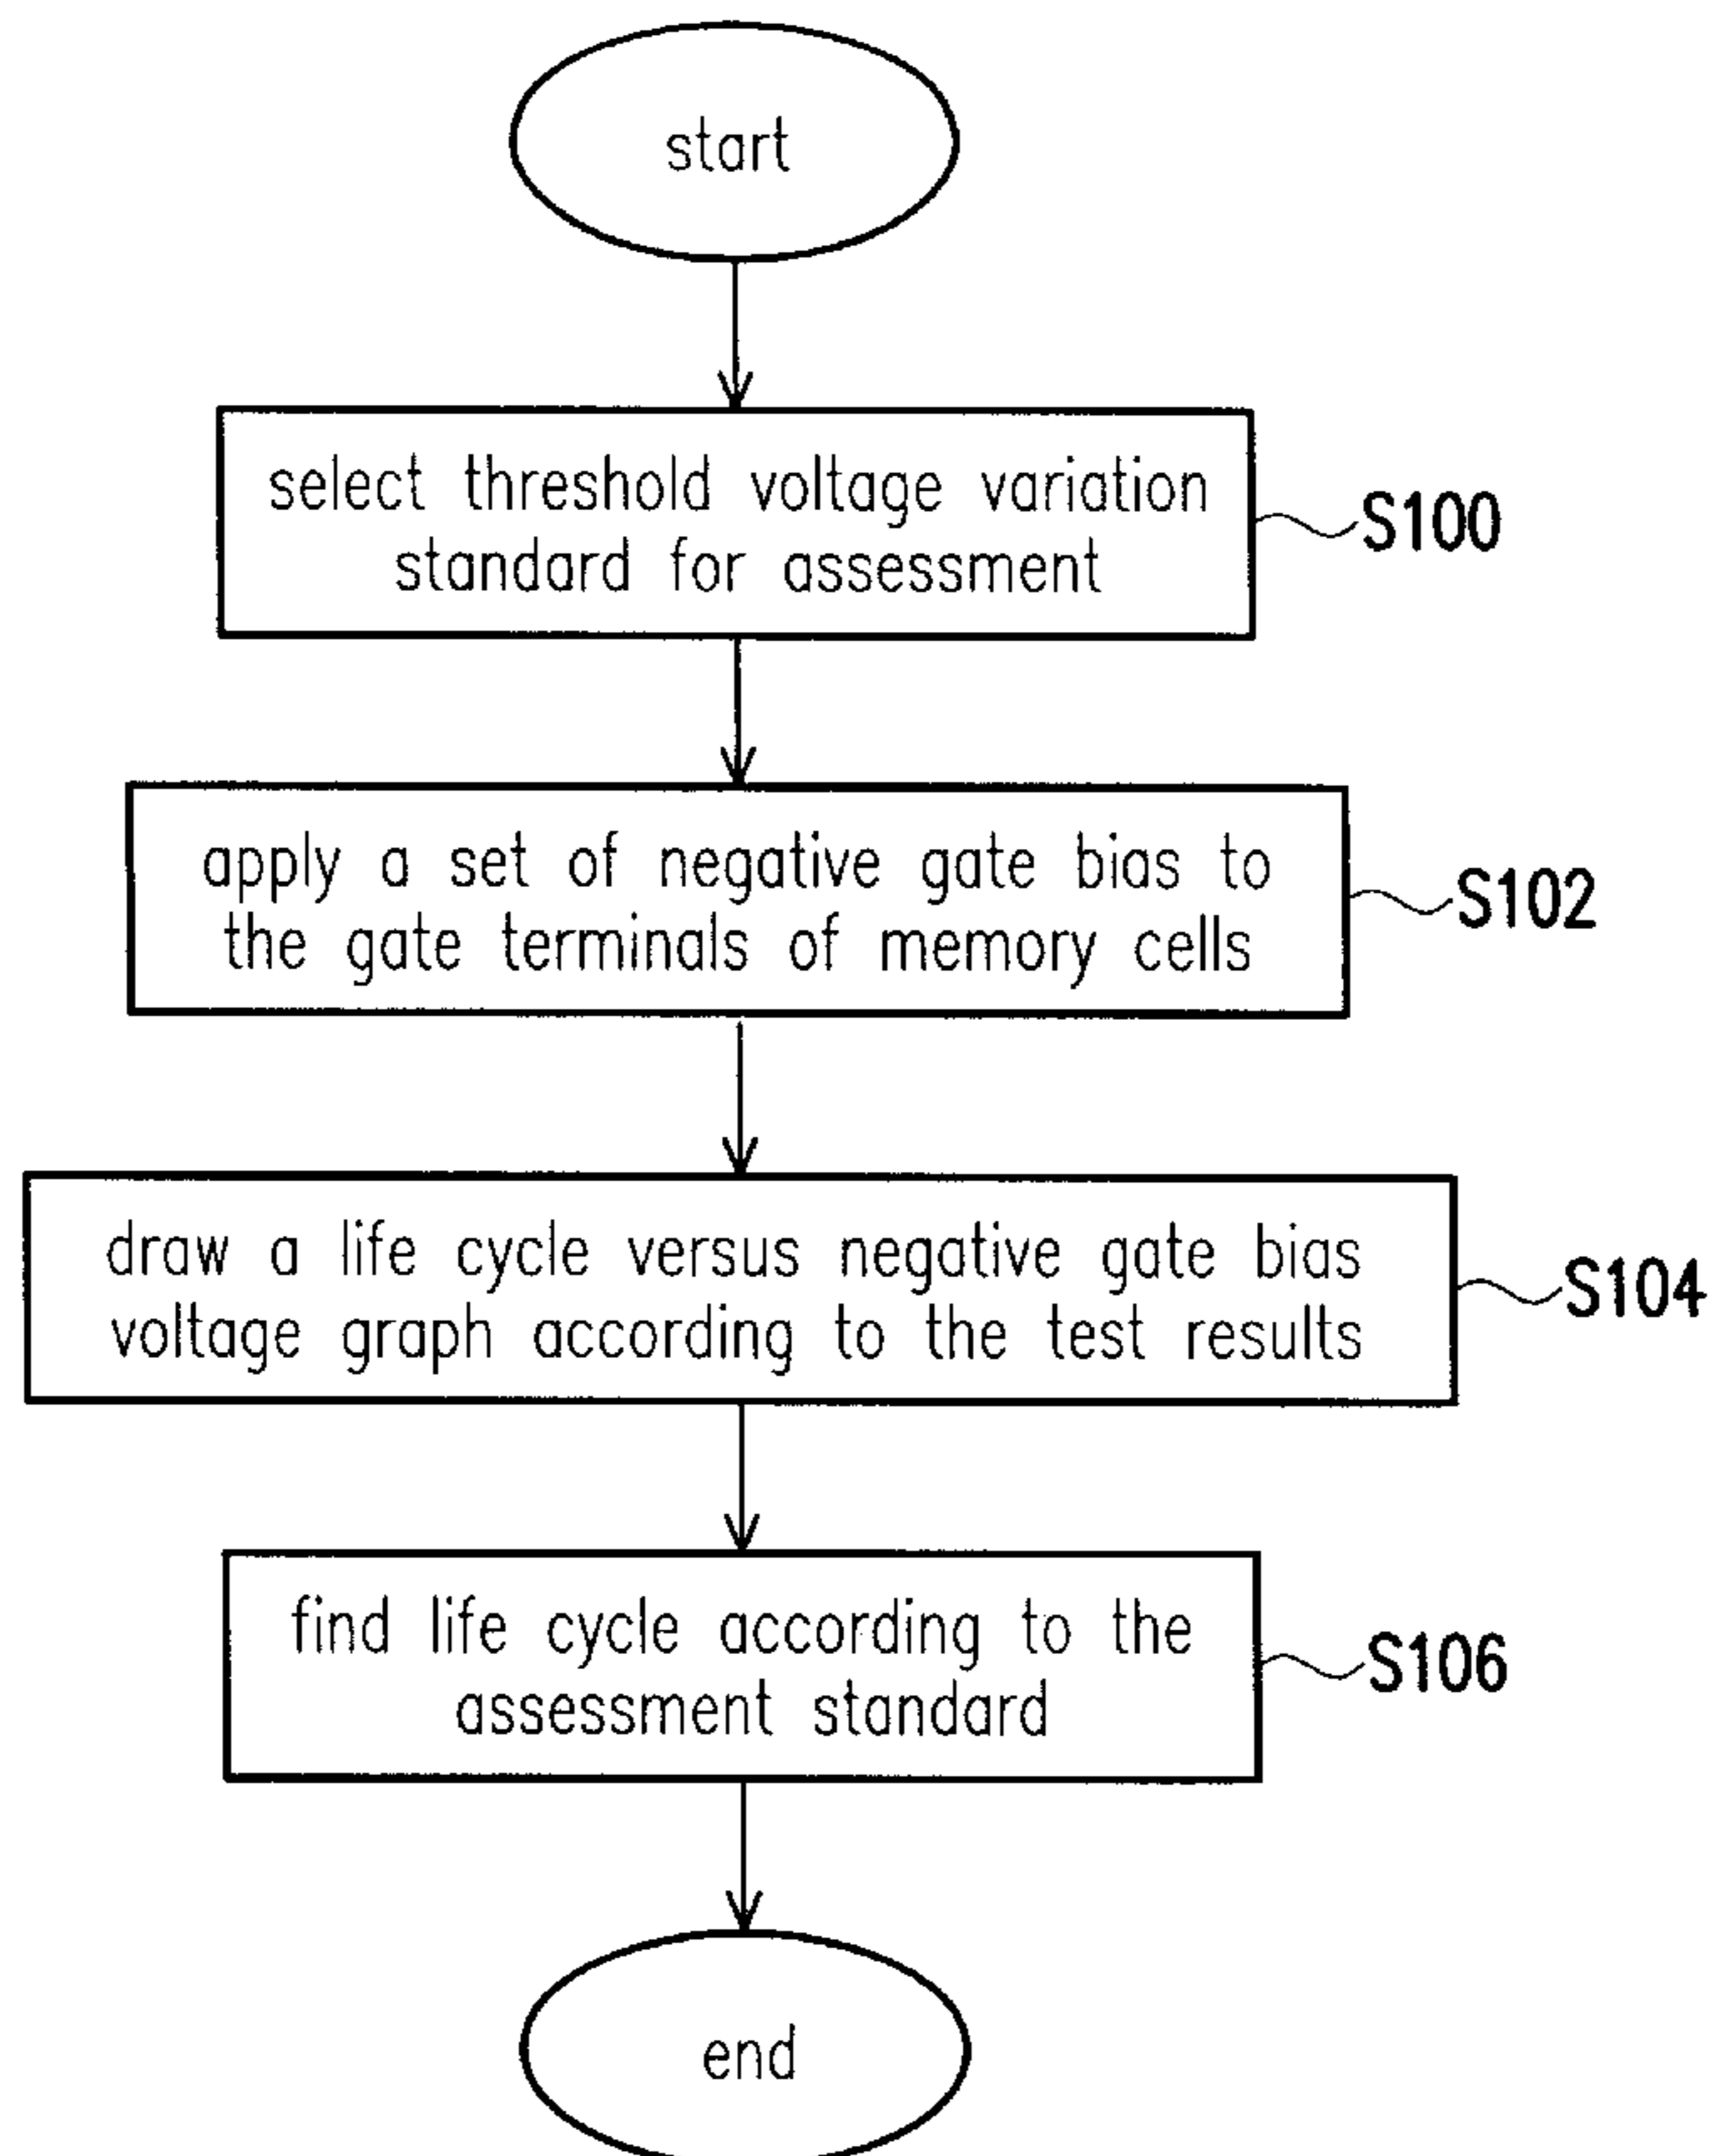 start
select threshold voltage variation
standard for assessment
S100
apply a set of negative gate bias to
the gate terminals of memory cells
S102
draw a life cycle versus negative gate bias
voltage graph according to the test results
S104
find life cycle according to the
assessment standard
S106
end